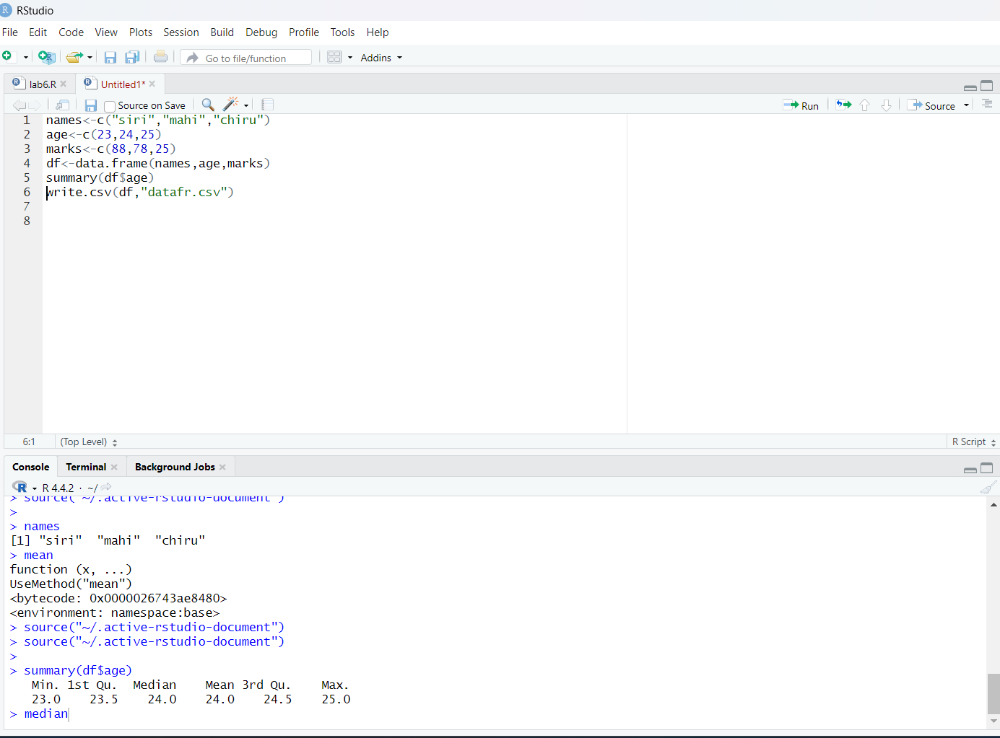 RStudio
File Edit Code View Plots Session Build Debug Profile Tools Help
Go to file/function Addins
lab6.R Untitled1*
Source on Save Run Source
1 names<-c("siri","mahi","chiru")
2 age<-c(23,24,25)
3 marks<-c(88,78,25)
4 df<-data.frame(names,age,marks)
5 summary(df$age)
6 write.csv(df,"datafr.csv")
7
8
6:1 (Top Level) R Script
Console Terminal Background Jobs
R 4.4.2 · ~/
> source("~/.active-rstudio-document")
>
> names
[1] "siri"  "mahi"  "chiru"
> mean
function (x, ...)
UseMethod("mean")
<bytecode: 0x0000026743ae8480>
<environment: namespace:base>
> source("~/.active-rstudio-document")
> source("~/.active-rstudio-document")
>
> summary(df$age)
   Min. 1st Qu.  Median    Mean 3rd Qu.    Max.
   23.0    23.5    24.0    24.0    24.5    25.0
> median